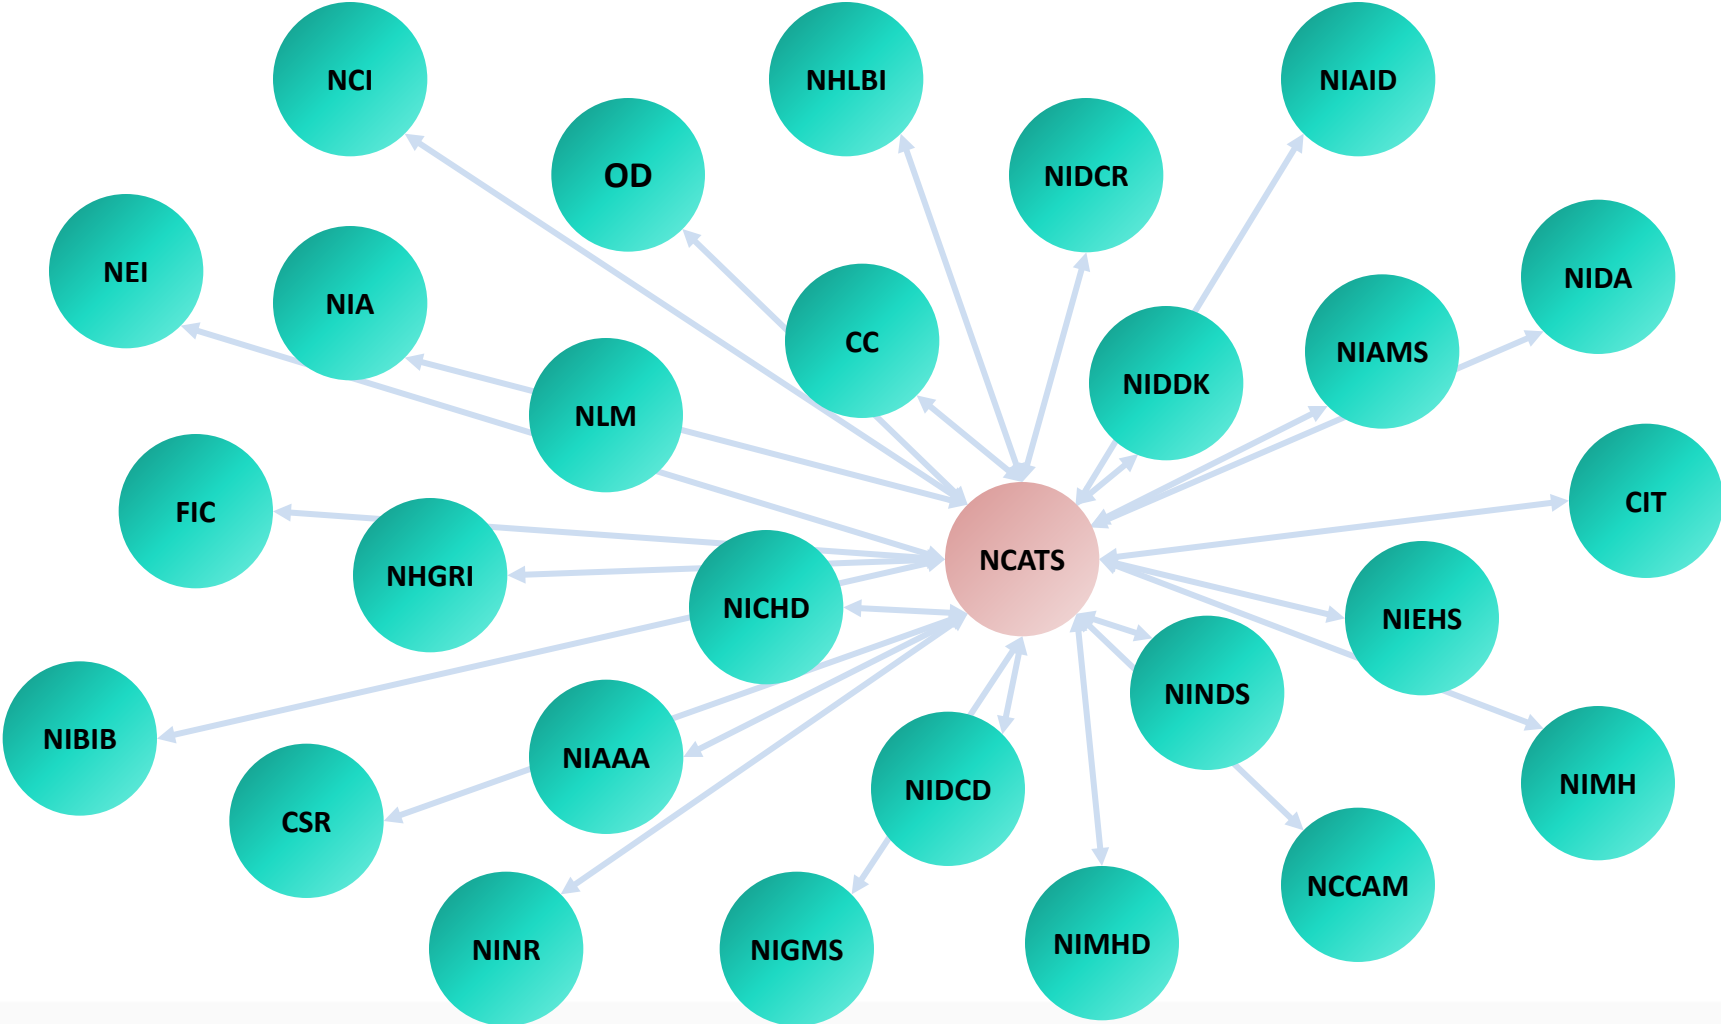 NCI
NHLBI
NIAID
OD
NIDCR
NEI
NIA
NIDA
CC
NIAMS
NIDDK
NLM
FIC
CIT
NCATS
NHGRI
NICHD
NIEHS
NINDS
NIBIB
NIAAA
NIDCD
NIMH
CSR
NCCAM
NINR
NIGMS
NIMHD